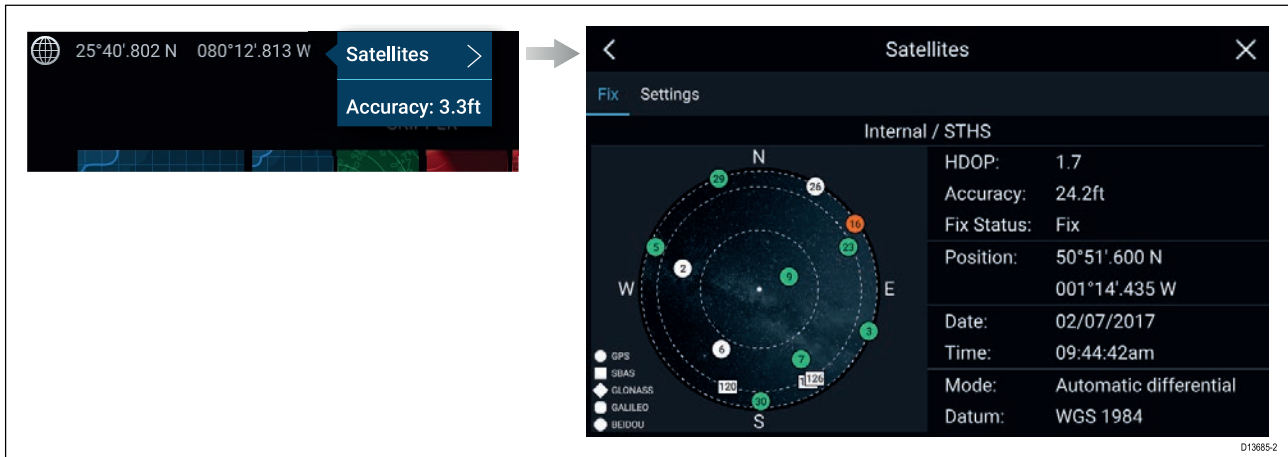 25°40'.802 N 080°12'.813 W
Satellites
Accuracy: 3.3ft
Satellites
Fix Settings
Internal / STHS
N
29
26
16
5
23
2
9
W
E
3
6
7
120
126
30
S
GPS
SBAS
GLONASS
GALILEO
BEIDOU
HDOP: 1.7
Accuracy: 24.2ft
Fix Status: Fix
Position: 50°51'.600 N
001°14'.435 W
Date: 02/07/2017
Time: 09:44:42am
Mode: Automatic differential
Datum: WGS 1984
D13685-2